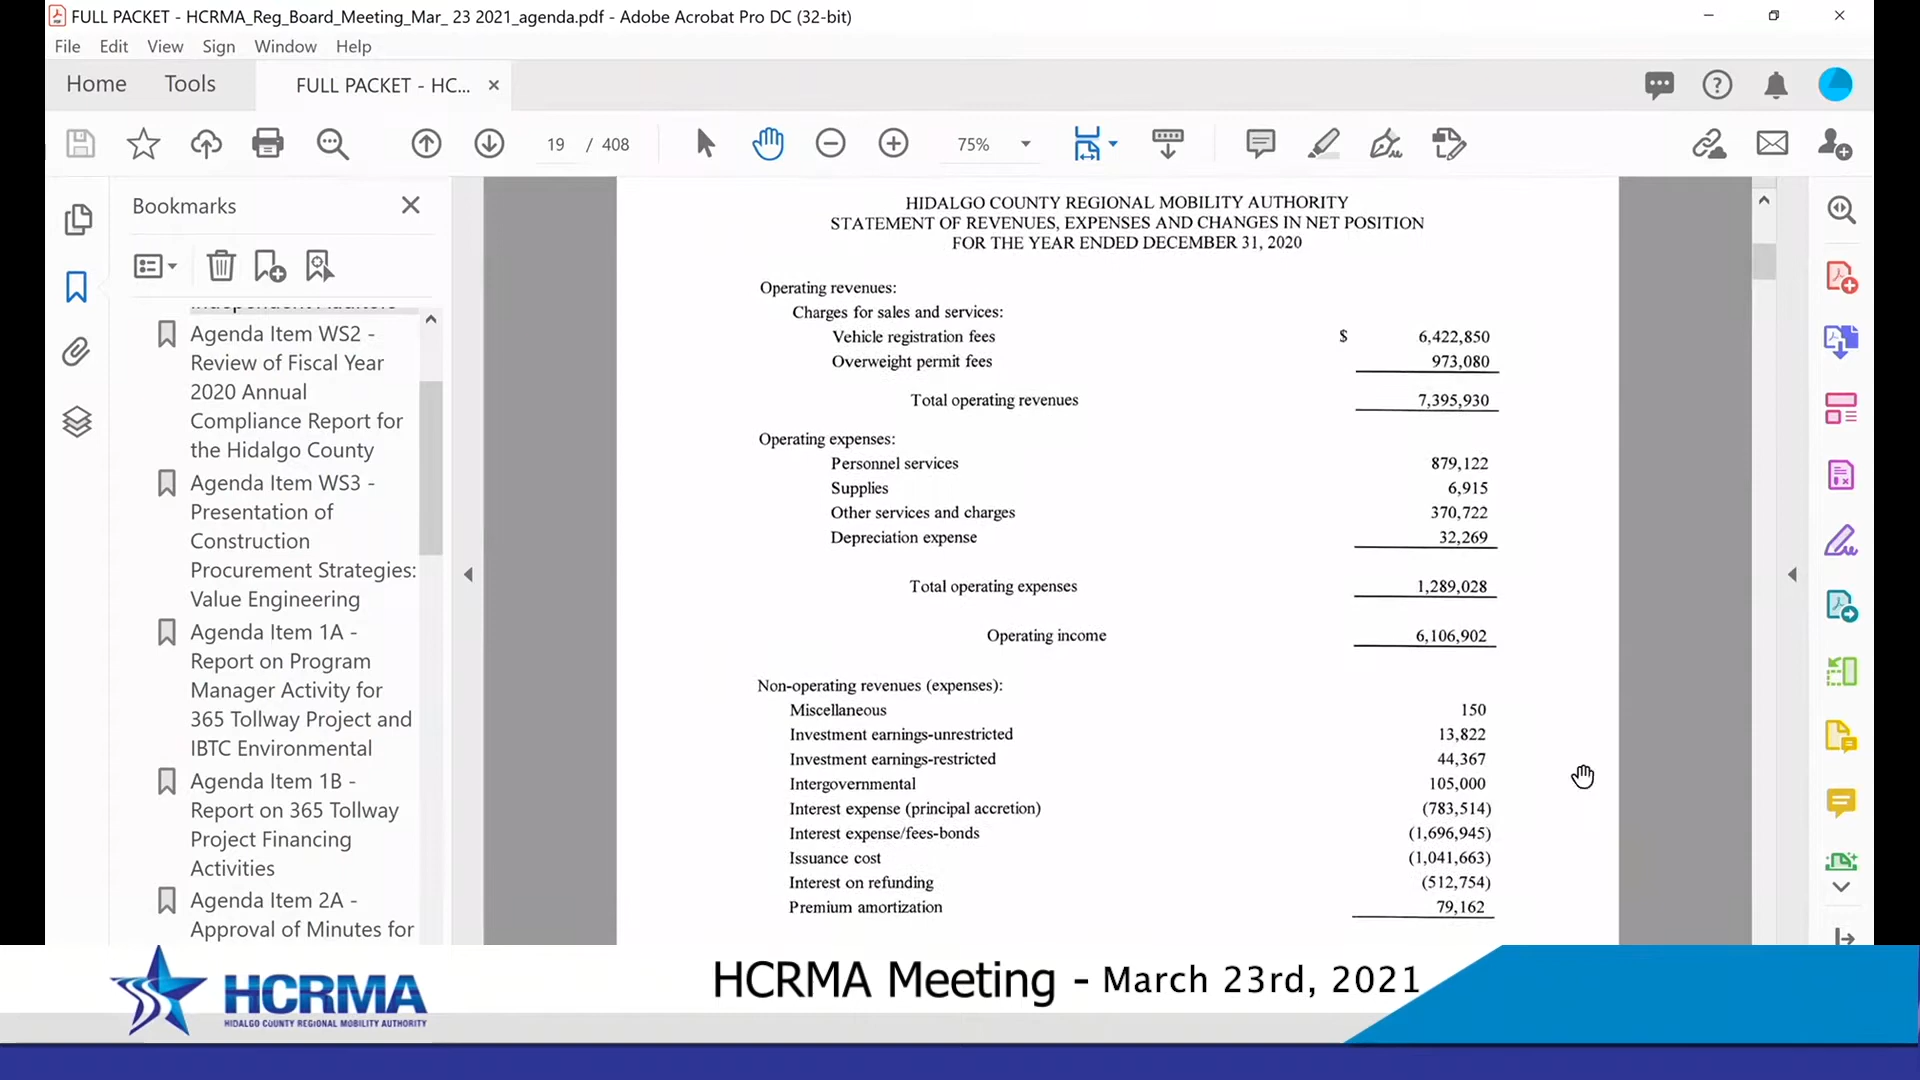 FULL PACKET - HCRMA_Reg_Board_Meeting_Mar_ 23 2021_agenda.pdf - Adobe Acrobat Pro DC (32-bit)
File Edit View Sign Window Help
Home Tools FULL PACKET - HC...
19 / 408 75%
Bookmarks
Independent Auditors
Agenda Item WS2 -
Review of Fiscal Year
2020 Annual
Compliance Report for
the Hidalgo County
Agenda Item WS3 -
Presentation of
Construction
Procurement Strategies:
Value Engineering
Agenda Item 1A -
Report on Program
Manager Activity for
365 Tollway Project and
IBTC Environmental
Agenda Item 1B -
Report on 365 Tollway
Project Financing
Activities
Agenda Item 2A -
Approval of Minutes for
HIDALGO COUNTY REGIONAL MOBILITY AUTHORITY
STATEMENT OF REVENUES, EXPENSES AND CHANGES IN NET POSITION
FOR THE YEAR ENDED DECEMBER 31, 2020
Operating revenues:
Charges for sales and services:
Vehicle registration fees $ 6,422,850
Overweight permit fees 973,080
Total operating revenues 7,395,930
Operating expenses:
Personnel services 879,122
Supplies 6,915
Other services and charges 370,722
Depreciation expense 32,269
Total operating expenses 1,289,028
Operating income 6,106,902
Non-operating revenues (expenses):
Miscellaneous 150
Investment earnings-unrestricted 13,822
Investment earnings-restricted 44,367
Intergovernmental 105,000
Interest expense (principal accretion) (783,514)
Interest expense/fees-bonds (1,696,945)
Issuance cost (1,041,663)
Interest on refunding (512,754)
Premium amortization 79,162
HCRMA
HIDALGO COUNTY REGIONAL MOBILITY AUTHORITY
HCRMA Meeting - March 23rd, 2021